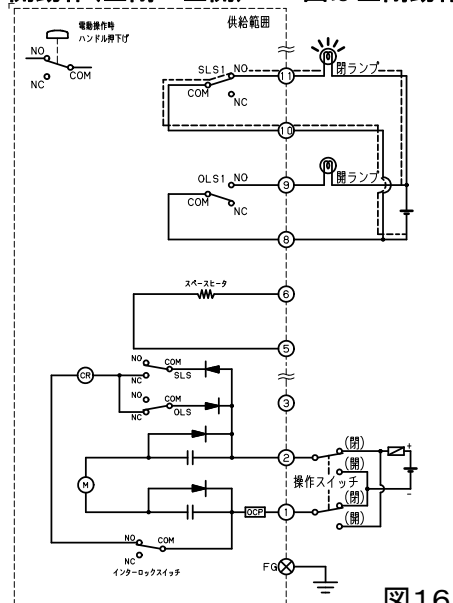 供給範囲
電動操作時
ハンドル押下げ
NO
COM
NC
SLS1 NO
COM
NC
11
閉ランプ
10
OLS1 NO
COM
NC
9
開ランプ
8
スペースヒータ
6
5
NO COM
NC SLS
CR
NO COM
NC OLS
3
2
(閉)
(開)
+
操作スイッチ
-
M
(閉)
OCP
1
(開)
NO COM
NC
インターロックスイッチ
FG
図16